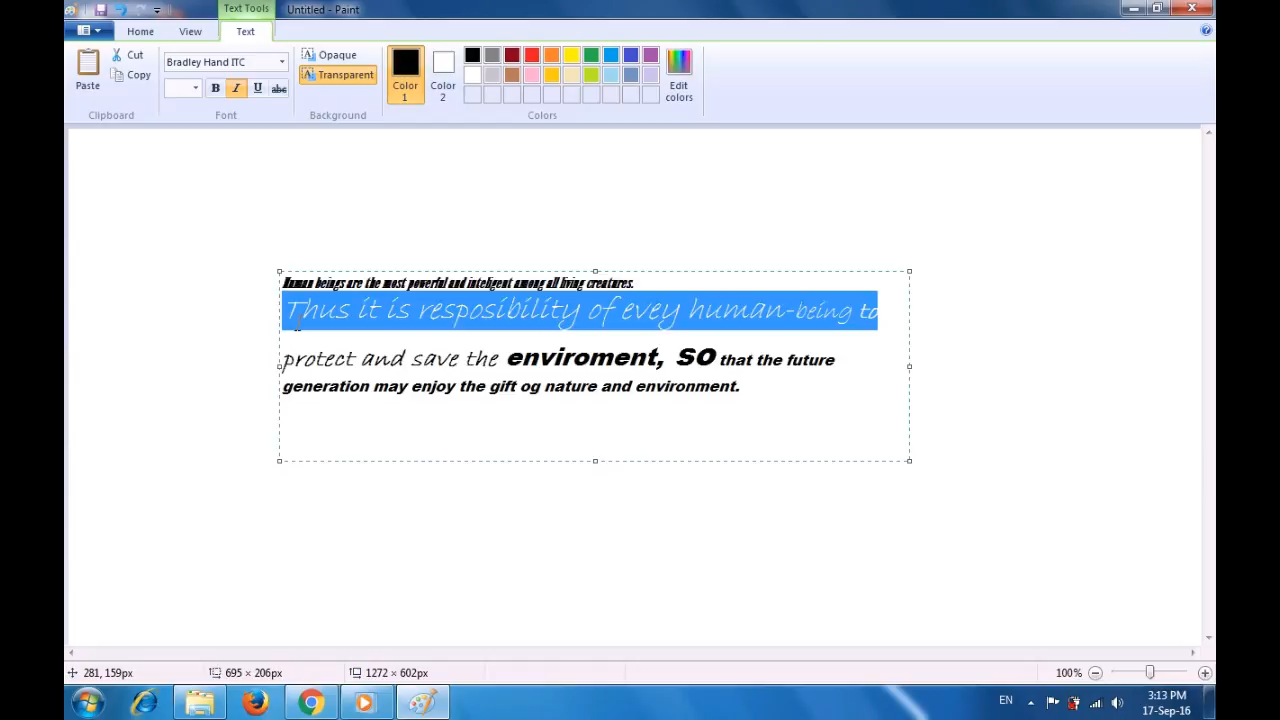 Text Tools
Untitled - Paint
Home View Text
Paste
Cut
Copy
Clipboard
Bradley Hand ITC
B I U abc
Font
Opaque
Transparent
Background
Color 1
Color 2
Edit colors
Colors
Human beings are the most powerful and inteligent among all living creatures.
Thus it is resposibility of evey human-being to
protect and save the enviroment, SO that the future
generation may enjoy the gift og nature and environment.
281, 159px
695 × 206px
1272 × 602px
100%
EN
3:13 PM
17-Sep-16